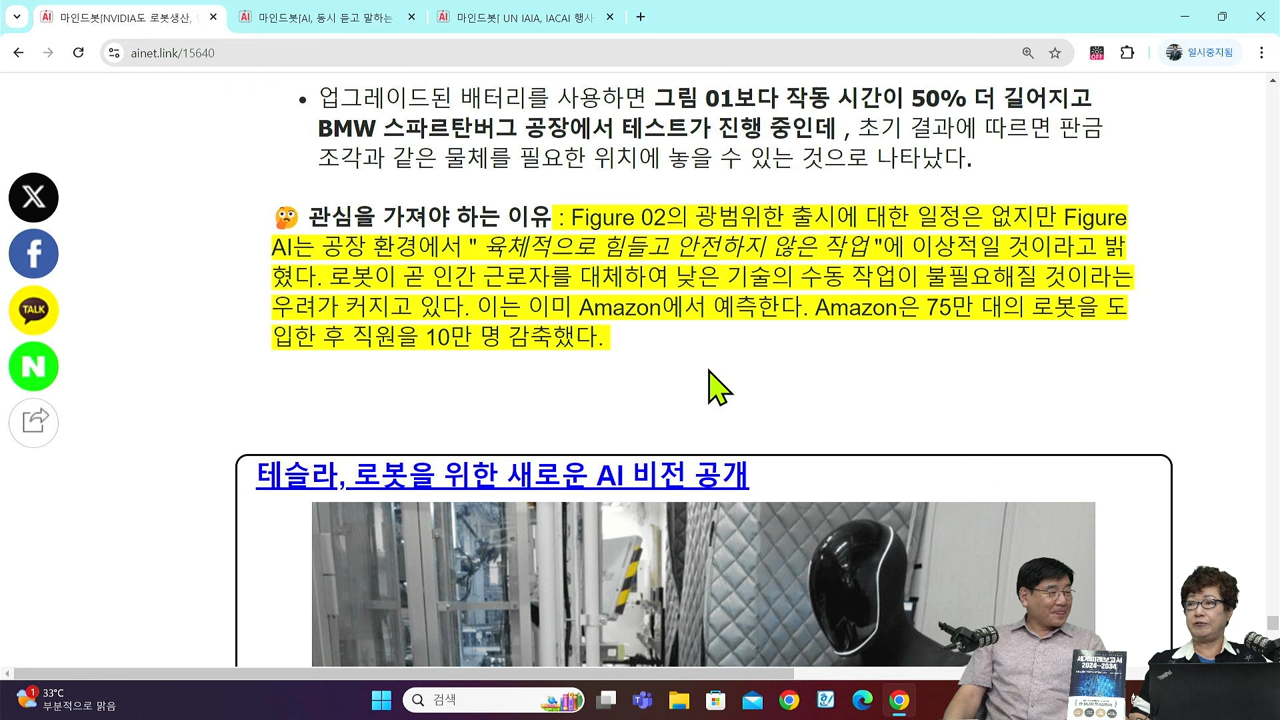 마인드봇[NVIDIA도 로봇생산,
마인드봇[AI, 동시 듣고 말하는
마인드봇[ UN IAIA, IACAI 행사
ainet.link/15640
OFF
일시중지됨
업그레이드된 배터리를 사용하면 그림 01보다 작동 시간이 50% 더 길어지고
BMW 스파르탄버그 공장에서 테스트가 진행 중인데 , 초기 결과에 따르면 판금
조각과 같은 물체를 필요한 위치에 놓을 수 있는 것으로 나타났다.
관심을 가져야 하는 이유 : Figure 02의 광범위한 출시에 대한 일정은 없지만 Figure
AI는 공장 환경에서 " 육체적으로 힘들고 안전하지 않은 작업 "에 이상적일 것이라고 밝
혔다. 로봇이 곧 인간 근로자를 대체하여 낮은 기술의 수동 작업이 불필요해질 것이라는
우려가 커지고 있다. 이는 이미 Amazon에서 예측한다. Amazon은 75만 대의 로봇을 도
입한 후 직원을 10만 명 감축했다.
TALK
N
테슬라, 로봇을 위한 새로운 AI 비전 공개
세계미래보고서
2024-2034
1
33°C
부분적으로 맑음
검색